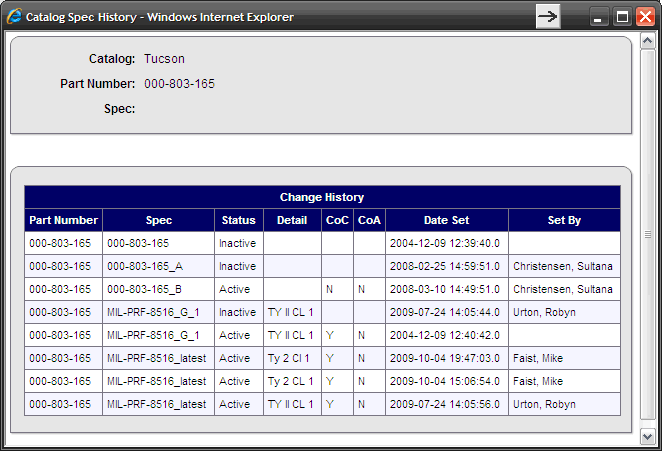 Catalog Spec History - Windows Internet Explorer
Catalog: Tucson
Part Number: 000-803-165
Spec:
Change History
Part Number Spec Status Detail CoC CoA Date Set Set By
000-803-165 000-803-165 Inactive 2004-12-09 12:39:40.0
000-803-165 000-803-165_A Inactive 2008-02-25 14:59:51.0 Christensen, Sultana
000-803-165 000-803-165_B Active N N 2008-03-10 14:49:51.0 Christensen, Sultana
000-803-165 MIL-PRF-8516_G_1 Inactive TY II CL 1 2009-07-24 14:05:44.0 Urton, Robyn
000-803-165 MIL-PRF-8516_G_1 Active TY II CL 1 Y N 2004-12-09 12:40:42.0
000-803-165 MIL-PRF-8516_latest Active Ty 2 Cl 1 Y N 2009-10-04 19:47:03.0 Faist, Mike
000-803-165 MIL-PRF-8516_latest Active Ty 2 CL 1 Y N 2009-10-04 15:06:54.0 Faist, Mike
000-803-165 MIL-PRF-8516_latest Active TY II CL 1 Y N 2009-07-24 14:05:56.0 Urton, Robyn